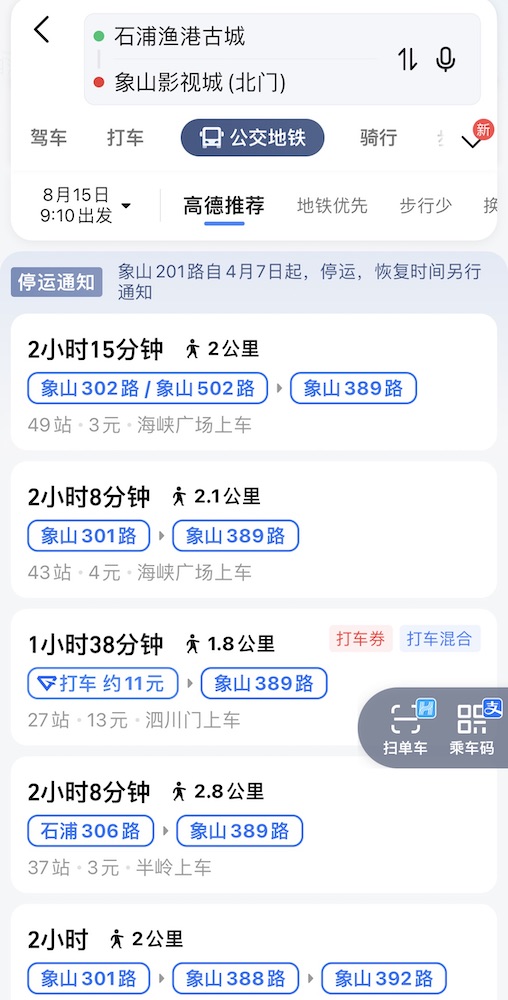 石浦渔港古城
象山影视城(北门)
驾车 打车 公交地铁 骑行 新
8月15日
9:10出发
高德推荐 地铁优先 步行少 换
停运通知
象山201路自4月7日起，停运，恢复时间另行
通知
2小时15分钟 2公里
象山302路 / 象山502路 象山389路
49站·3元·海峡广场上车
2小时8分钟 2.1公里
象山301路 象山389路
43站·4元·海峡广场上车
1小时38分钟 1.8公里 打车券 打车混合
打车 约11元 象山389路
27站·13元·泗川门上车
扫单车 乘车码
支
2小时8分钟 2.8公里
石浦306路 象山389路
37站·3元·半岭上车
2小时 2公里
象山301路 象山388路 象山392路